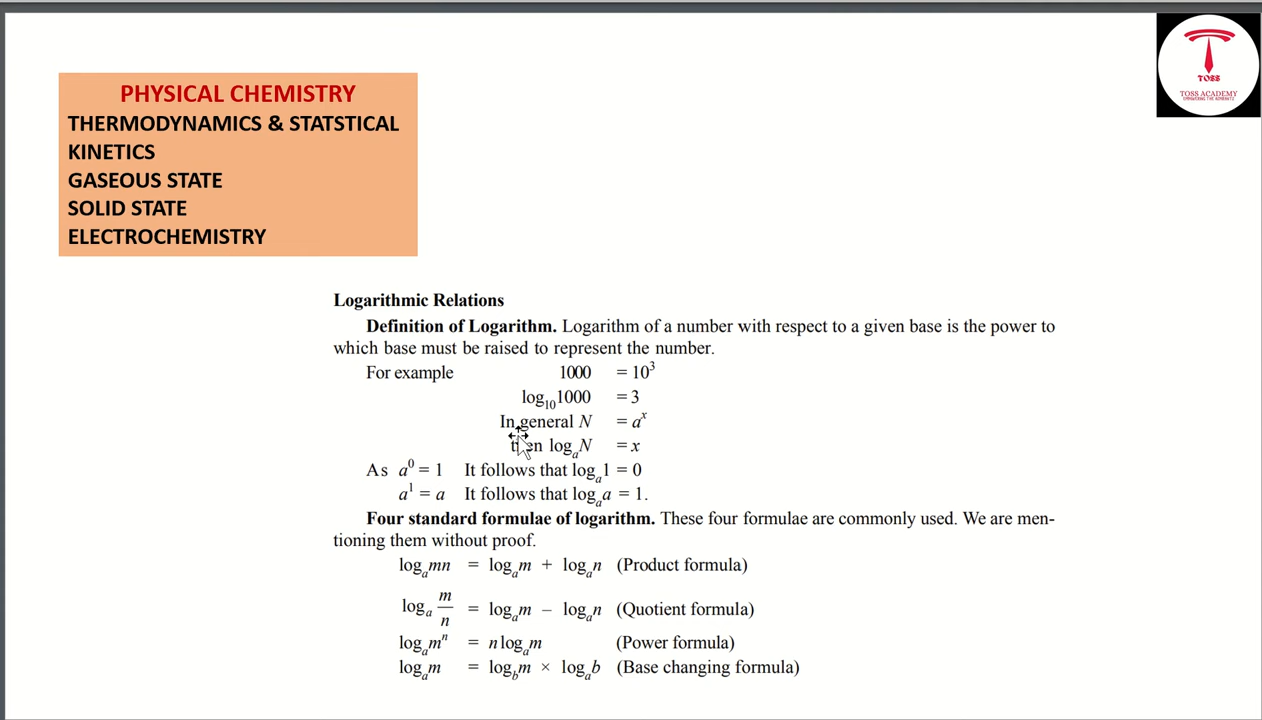 TOSS
TOSS ACADEMY
EMPOWERING THE ASPIRANTS
PHYSICAL CHEMISTRY
THERMODYNAMICS & STATSTICAL
KINETICS
GASEOUS STATE
SOLID STATE
ELECTROCHEMISTRY
Logarithmic Relations
Definition of Logarithm. Logarithm of a number with respect to a given base is the power to
which base must be raised to represent the number.
For example 1000 = 10³
log₁₀1000 = 3
In general N = aˣ
then logₐN = x
As a⁰ = 1 It follows that logₐ1 = 0
a¹ = a It follows that logₐa = 1.
Four standard formulae of logarithm. These four formulae are commonly used. We are men-
tioning them without proof.
logₐmn = logₐm + logₐn (Product formula)
logₐ m/n = logₐm – logₐn (Quotient formula)
logₐmⁿ = n logₐm (Power formula)
logₐm = log_b m × logₐb (Base changing formula)